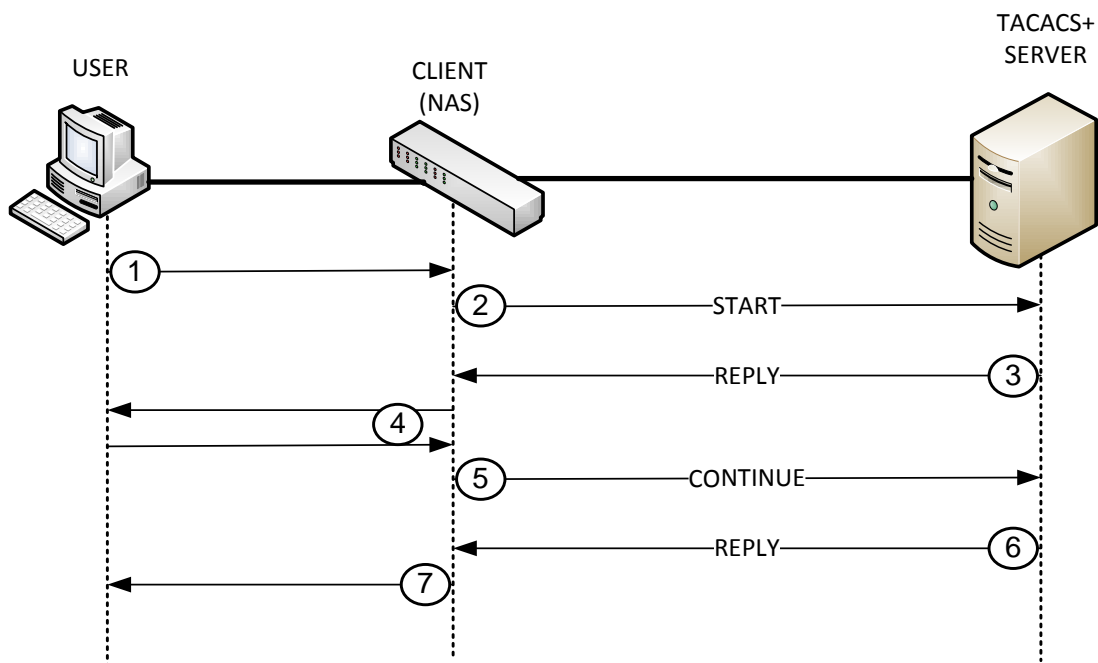 TACACS+
SERVER
USER
CLIENT
(NAS)
1
2
START
REPLY
3
4
5
CONTINUE
REPLY
6
7